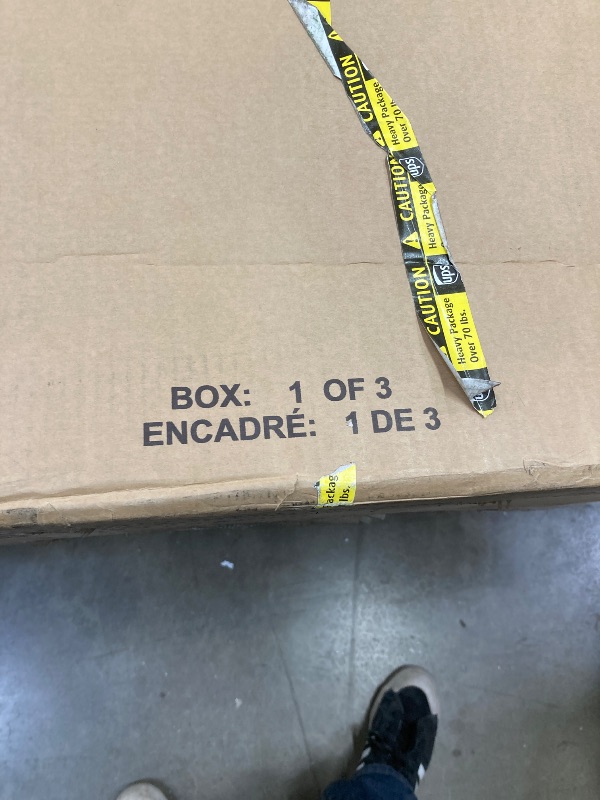 CAUTION
Heavy Package
Over 70 l
CAUTION
ups
Heavy Package
CAUTION
ups
Heavy Package
Over 70 lbs.
BOX: 1 OF 3
ENCADRÉ: 1 DE 3
ackag
lbs.